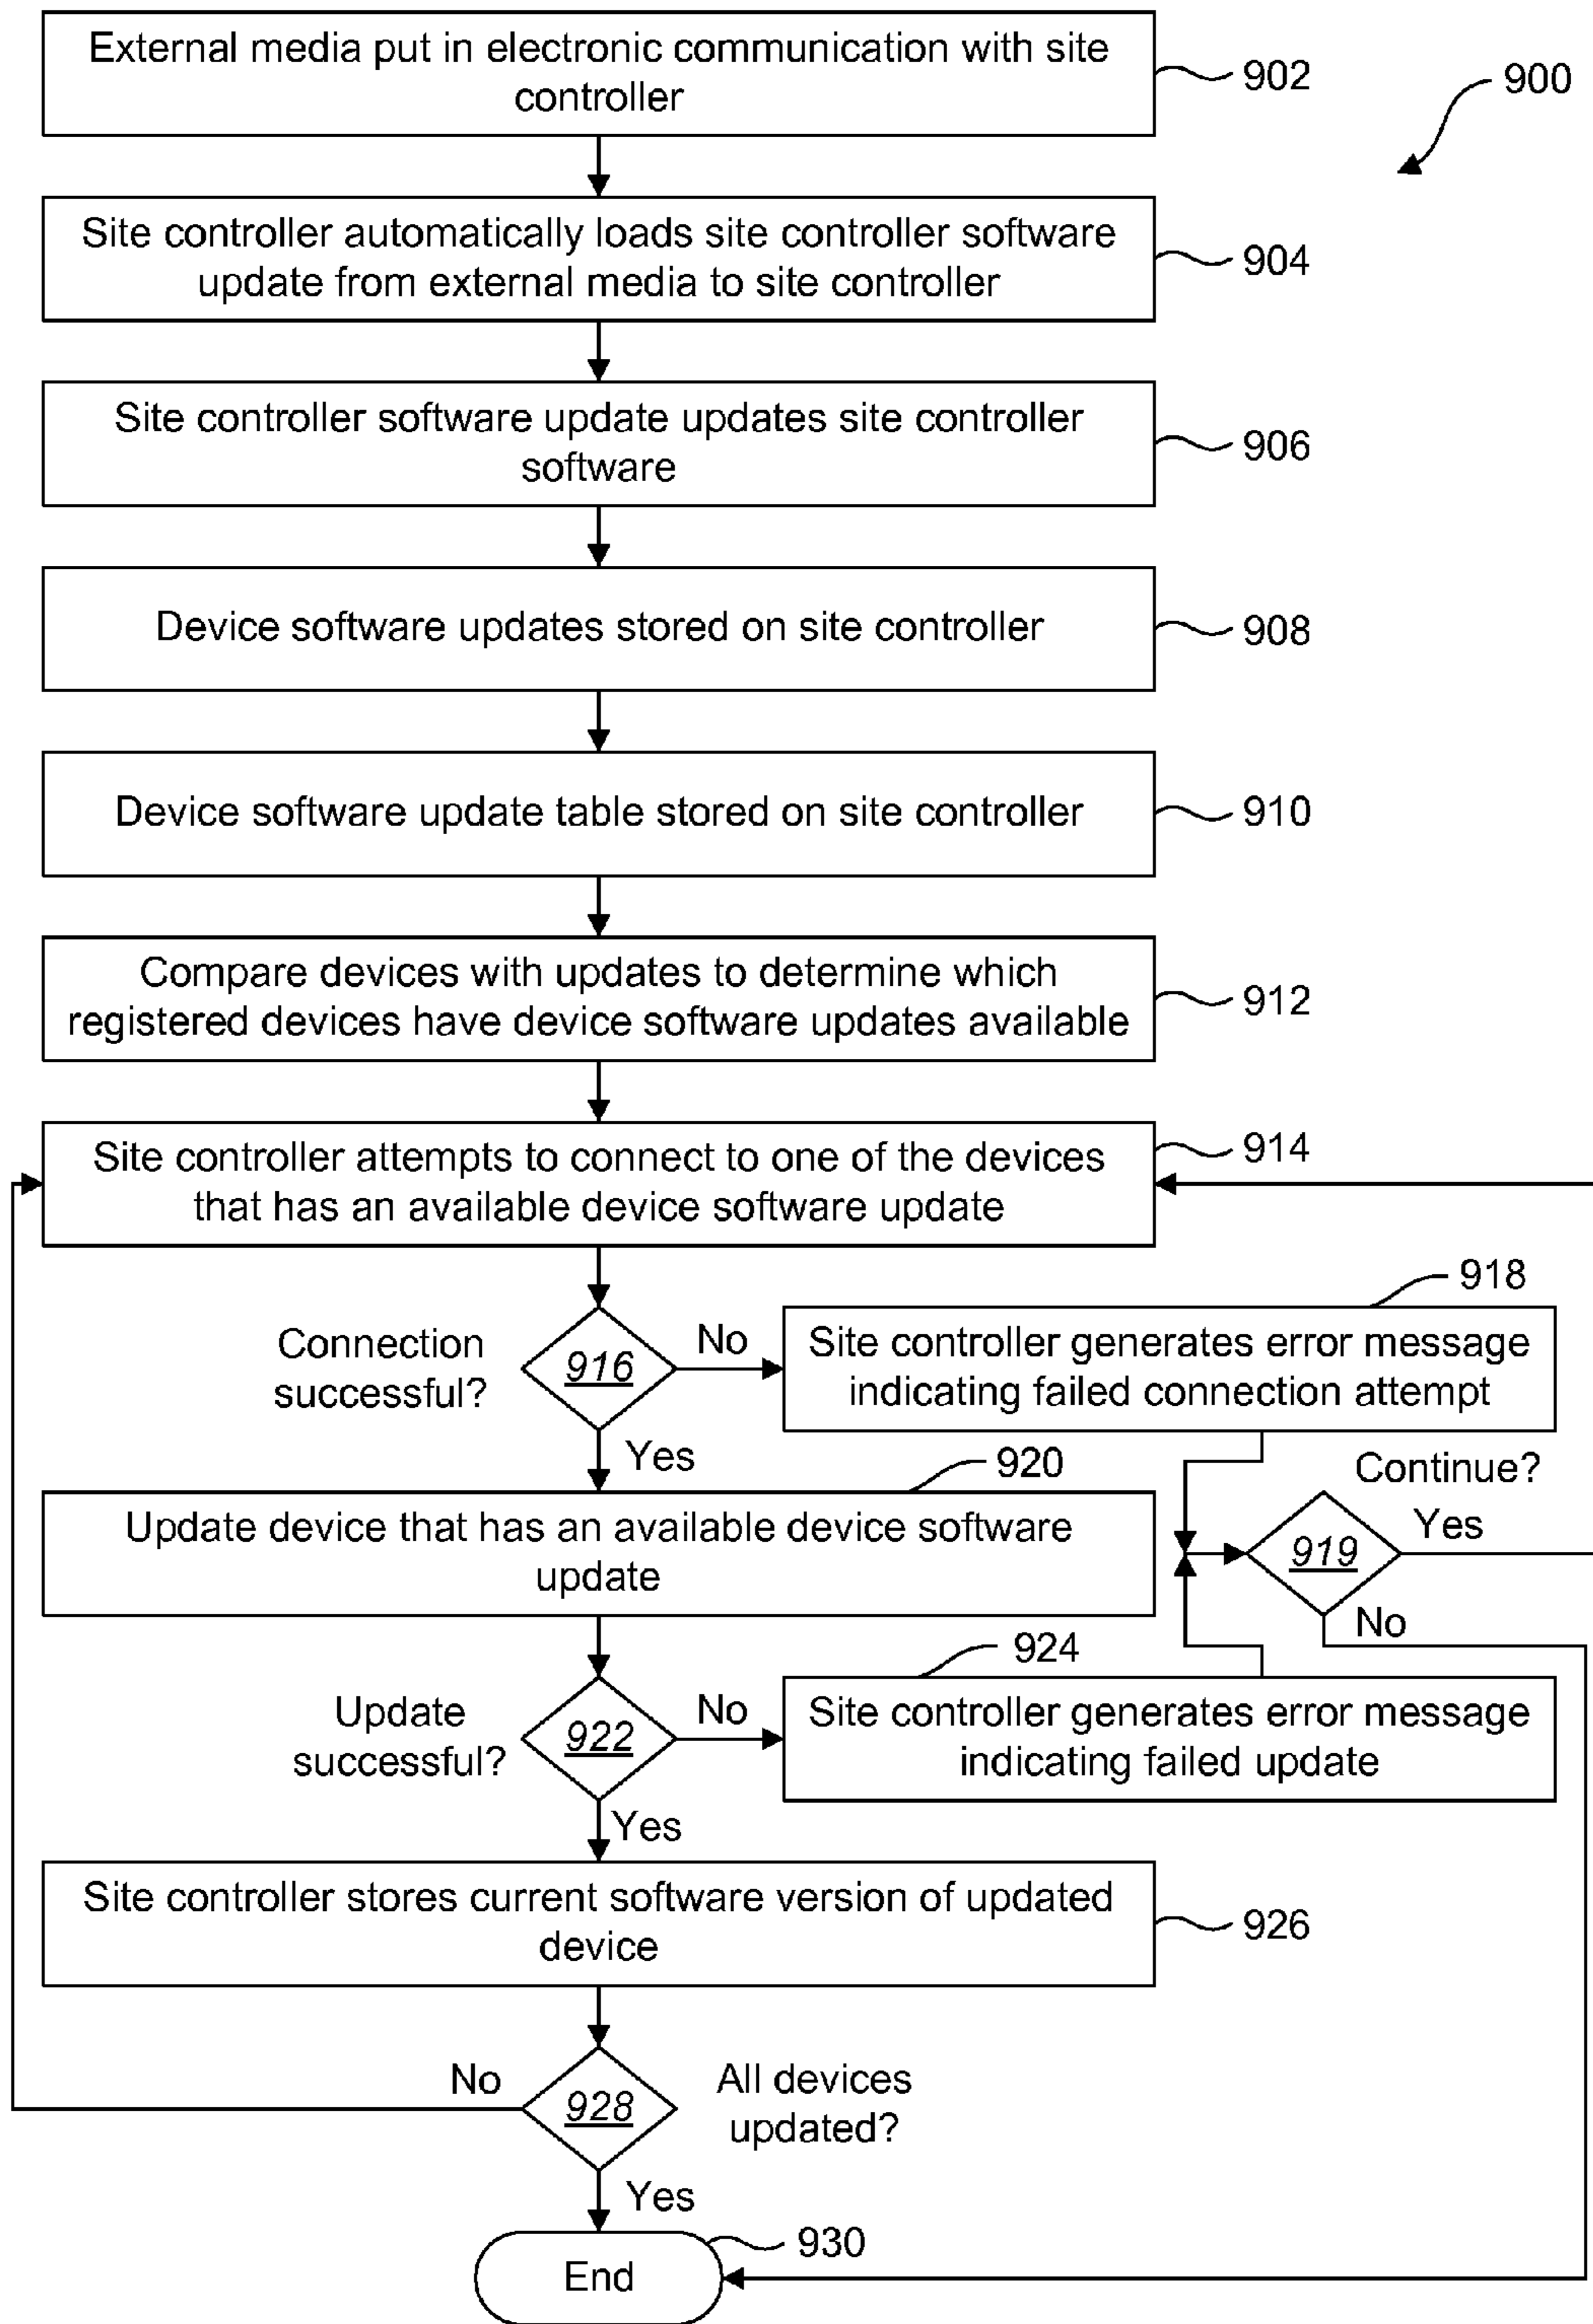 External media put in electronic communication with site
controller
902
900
Site controller automatically loads site controller software
update from external media to site controller
904
Site controller software update updates site controller
software
906
Device software updates stored on site controller
908
Device software update table stored on site controller
910
Compare devices with updates to determine which
registered devices have device software updates available
912
Site controller attempts to connect to one of the devices
that has an available device software update
914
Connection
successful?
916
No
918
Site controller generates error message
indicating failed connection attempt
Yes
920
Continue?
Yes
919
No
Update device that has an available device software
update
924
Update
successful?
922
No
Site controller generates error message
indicating failed update
Yes
Site controller stores current software version of updated
device
926
No
928
All devices
updated?
Yes
930
End